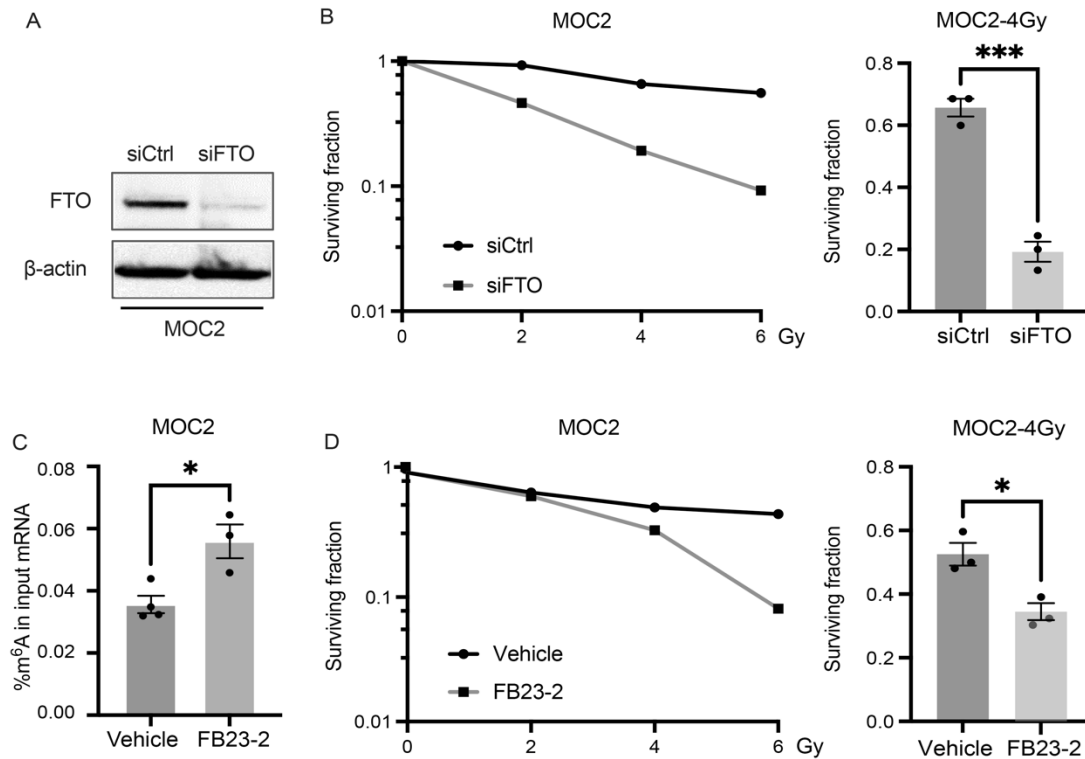 A
siCtrl siFTO
FTO
β-actin
MOC2
B
MOC2
Surviving fraction
1
0.1
0.01
siCtrl
siFTO
0 2 4 6 Gy
MOC2-4Gy
***
Surviving fraction
0.8
0.6
0.4
0.2
0.0
siCtrl siFTO
C
MOC2
*
%m⁶A in input mRNA
0.08
0.06
0.04
0.02
0.00
Vehicle FB23-2
D
MOC2
Surviving fraction
1
0.1
0.01
Vehicle
FB23-2
0 2 4 6 Gy
MOC2-4Gy
*
Surviving fraction
0.8
0.6
0.4
0.2
0.0
Vehicle FB23-2